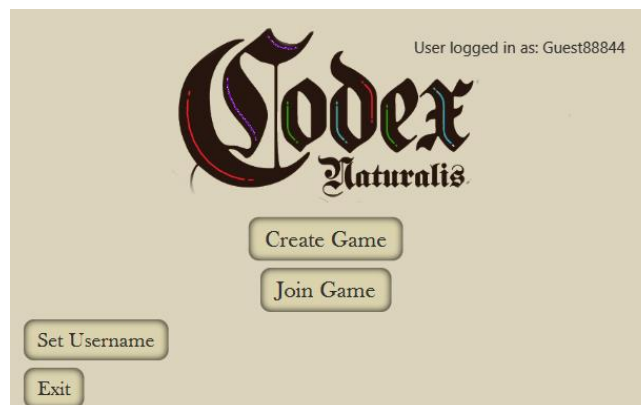 User logged in as: Guest88844
Codex
Naturalis
Create Game
Join Game
Set Username
Exit